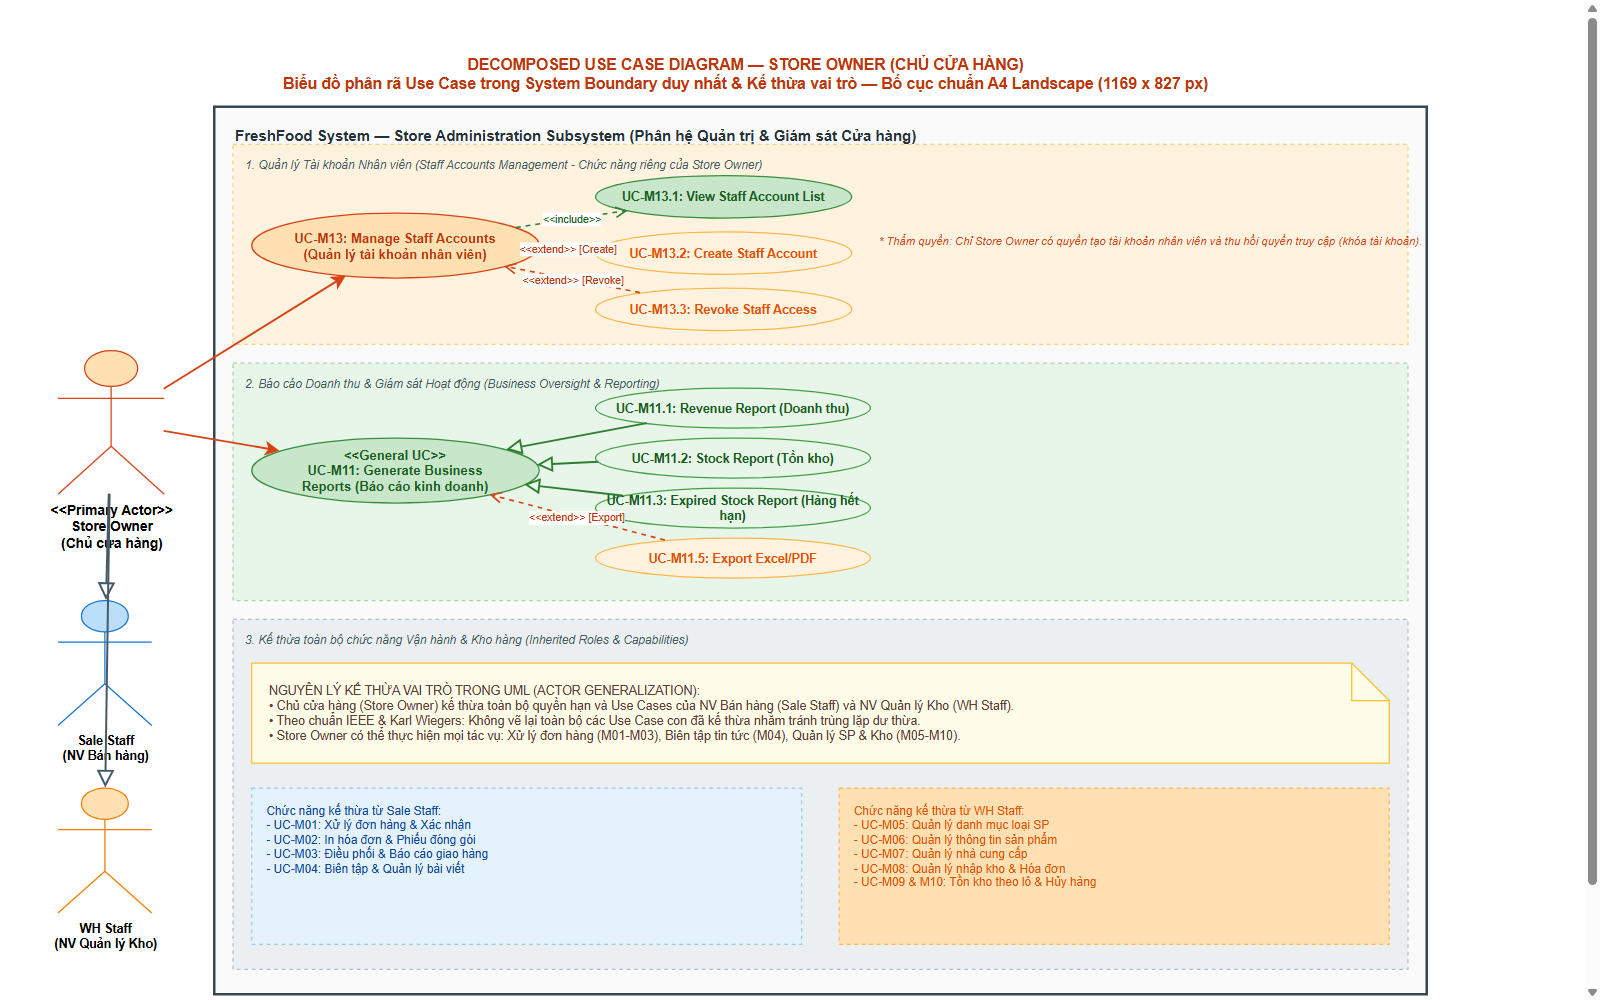 DECOMPOSED USE CASE DIAGRAM — STORE OWNER (CHỦ CỬA HÀNG)
Biểu đồ phân rã Use Case trong System Boundary duy nhất & Kế thừa vai trò — Bố cục chuẩn A4 Landscape (1169 x 827 px)
FreshFood System — Store Administration Subsystem (Phân hệ Quản trị & Giám sát Cửa hàng)
1. Quản lý Tài khoản Nhân viên (Staff Accounts Management - Chức năng riêng của Store Owner)
UC-M13.1: View Staff Account List
<<include>>
UC-M13: Manage Staff Accounts
(Quản lý tài khoản nhân viên)
<<extend>> [Create]
UC-M13.2: Create Staff Account
* Thẩm quyền: Chỉ Store Owner có quyền tạo tài khoản nhân viên và thu hồi quyền truy cập (khóa tài khoản).
<<extend>> [Revoke]
UC-M13.3: Revoke Staff Access
2. Báo cáo Doanh thu & Giám sát Hoạt động (Business Oversight & Reporting)
UC-M11.1: Revenue Report (Doanh thu)
<<General UC>>
UC-M11: Generate Business
Reports (Báo cáo kinh doanh)
UC-M11.2: Stock Report (Tồn kho)
UC-M11.3: Expired Stock Report (Hàng hết
hạn)
<<extend>> [Export]
UC-M11.5: Export Excel/PDF
<<Primary Actor>>
Store Owner
(Chủ cửa hàng)
3. Kế thừa toàn bộ chức năng Vận hành & Kho hàng (Inherited Roles & Capabilities)
NGUYÊN LÝ KẾ THỪA VAI TRÒ TRONG UML (ACTOR GENERALIZATION):
• Chủ cửa hàng (Store Owner) kế thừa toàn bộ quyền hạn và Use Cases của NV Bán hàng (Sale Staff) và NV Quản lý Kho (WH Staff).
• Theo chuẩn IEEE & Karl Wiegers: Không vẽ lại toàn bộ các Use Case con đã kế thừa nhằm tránh trùng lặp dư thừa.
• Store Owner có thể thực hiện mọi tác vụ: Xử lý đơn hàng (M01-M03), Biên tập tin tức (M04), Quản lý SP & Kho (M05-M10).
Sale Staff
(NV Bán hàng)
Chức năng kế thừa từ Sale Staff:
- UC-M01: Xử lý đơn hàng & Xác nhận
- UC-M02: In hóa đơn & Phiếu đóng gói
- UC-M03: Điều phối & Báo cáo giao hàng
- UC-M04: Biên tập & Quản lý bài viết
Chức năng kế thừa từ WH Staff:
- UC-M05: Quản lý danh mục loại SP
- UC-M06: Quản lý thông tin sản phẩm
- UC-M07: Quản lý nhà cung cấp
- UC-M08: Quản lý nhập kho & Hóa đơn
- UC-M09 & M10: Tồn kho theo lô & Hủy hàng
WH Staff
(NV Quản lý Kho)